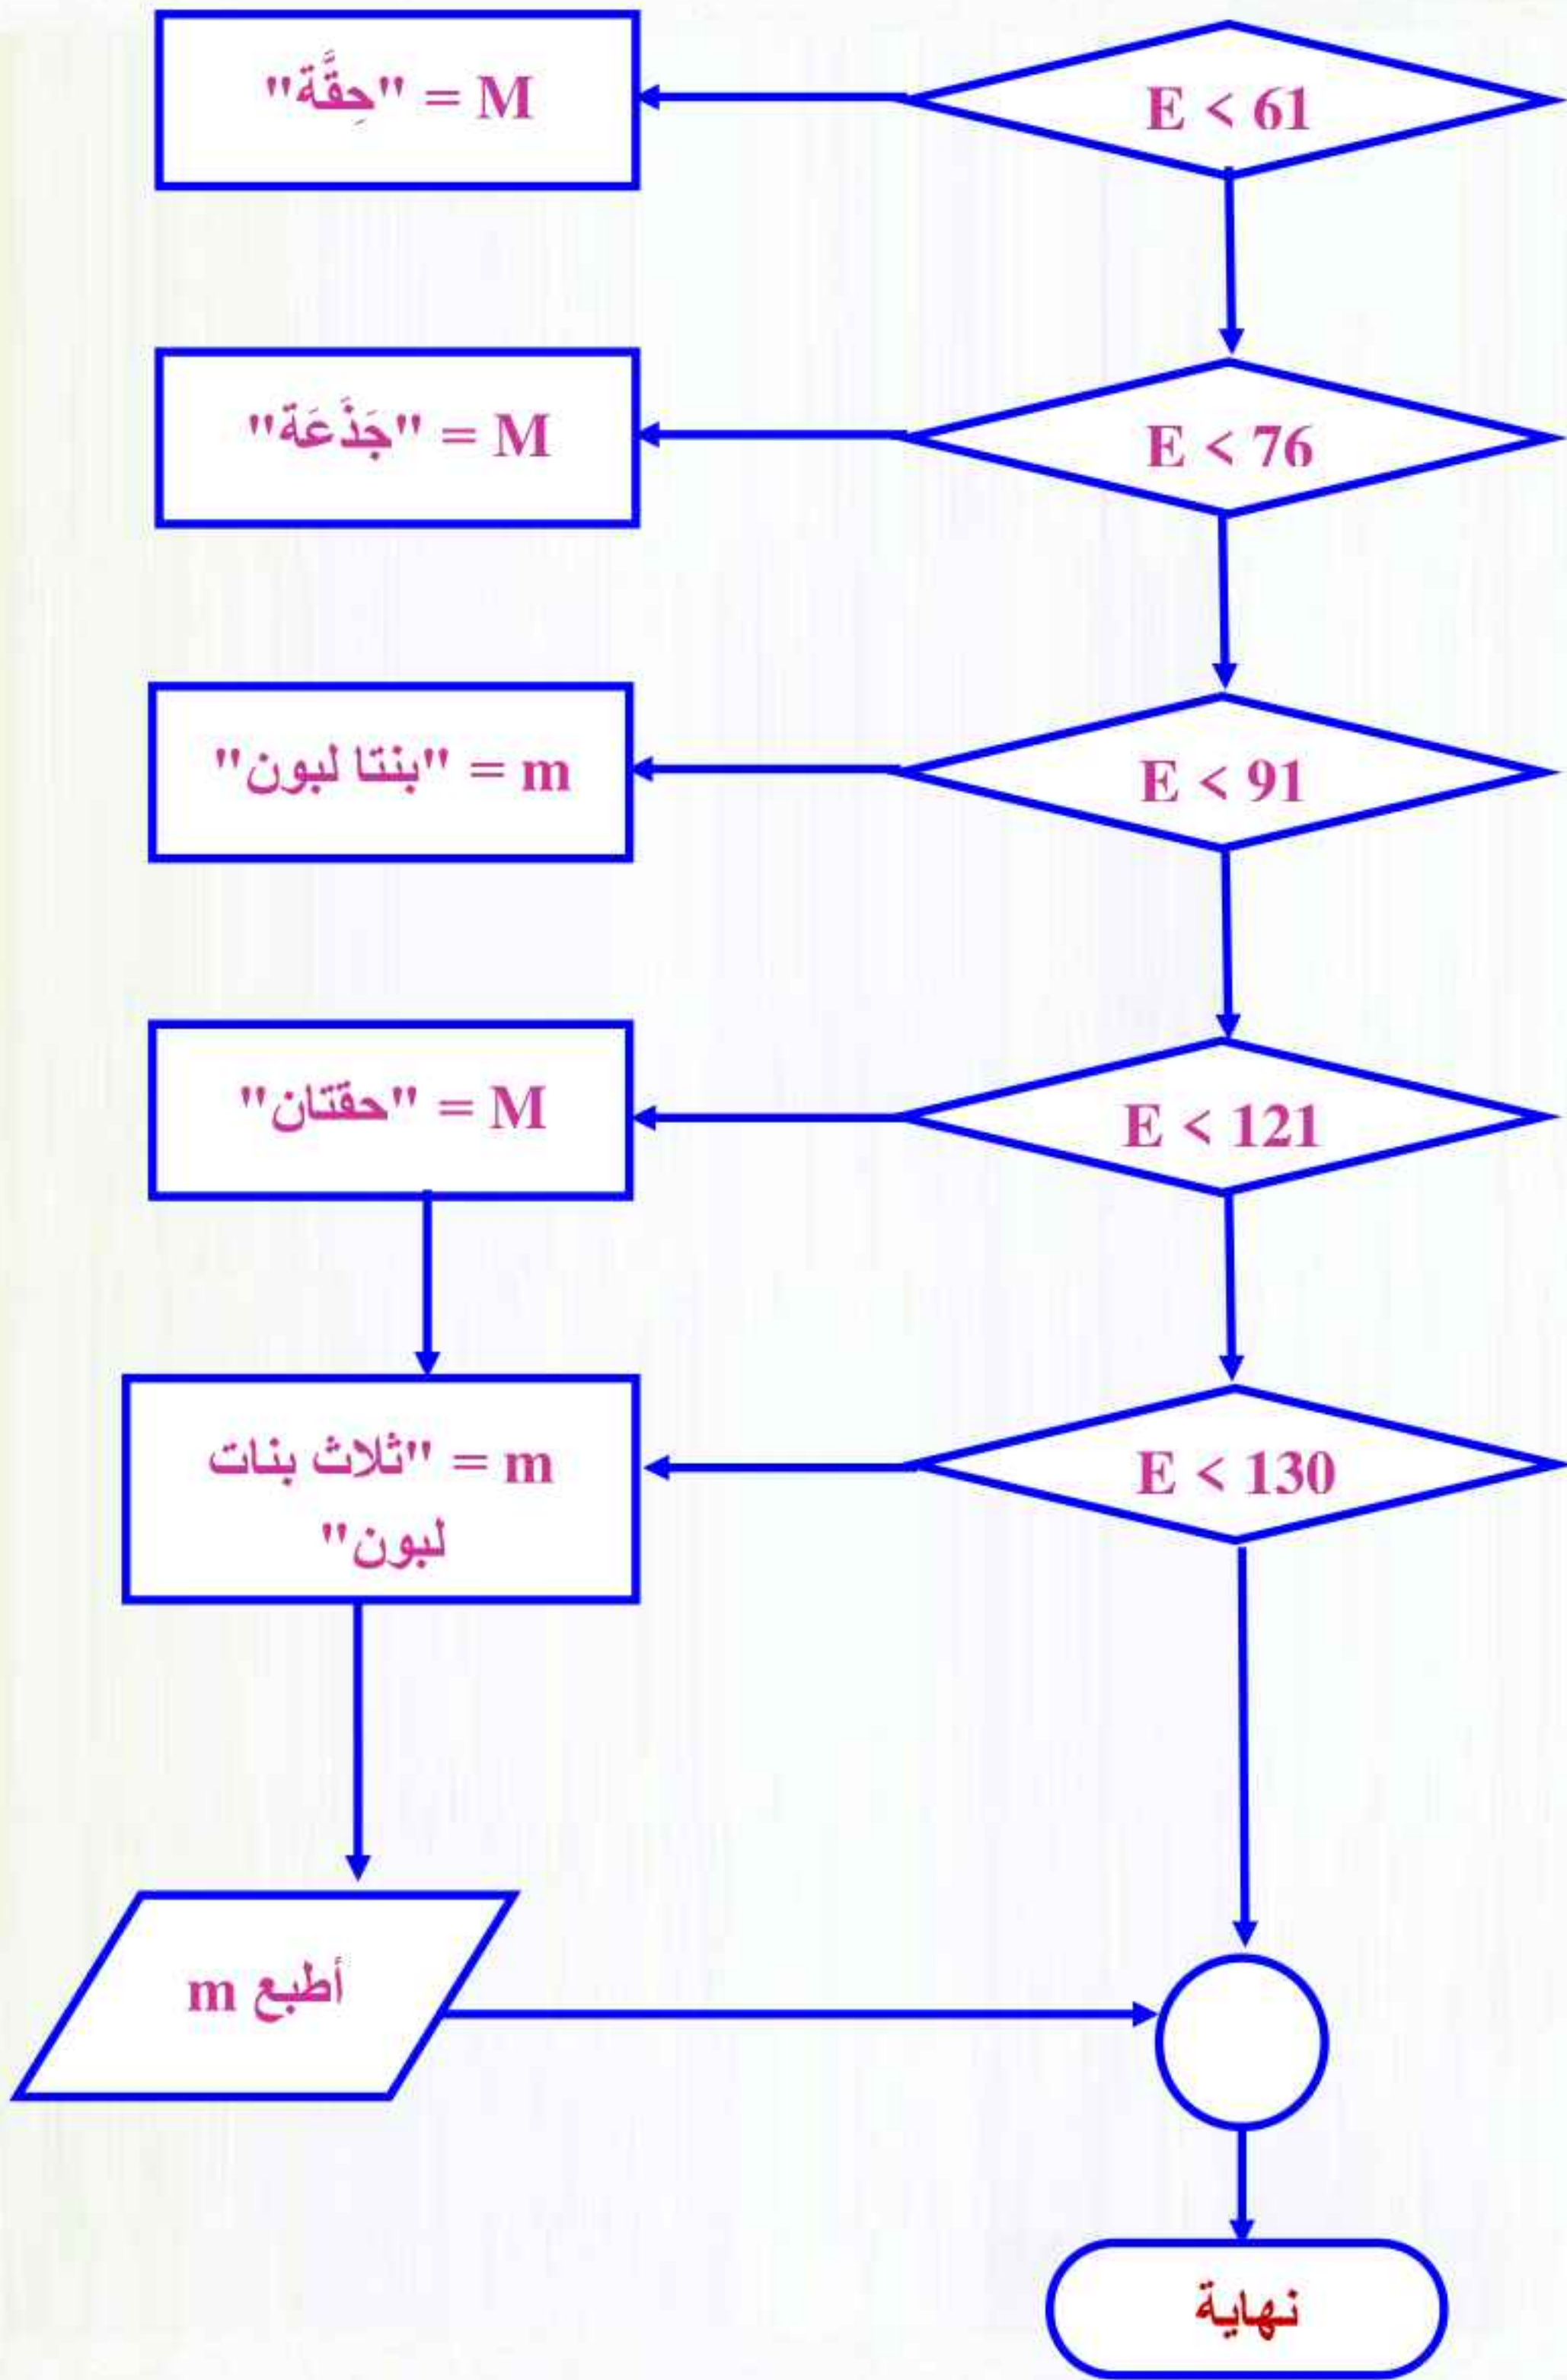 E < 61
M = "حِقَّة"
E < 76
M = "جَذَعَة"
E < 91
m = "بنتا لبون"
E < 121
M = "حقتان"
E < 130
m = "ثلاث بنات
لبون"
أطبع m
نهاية